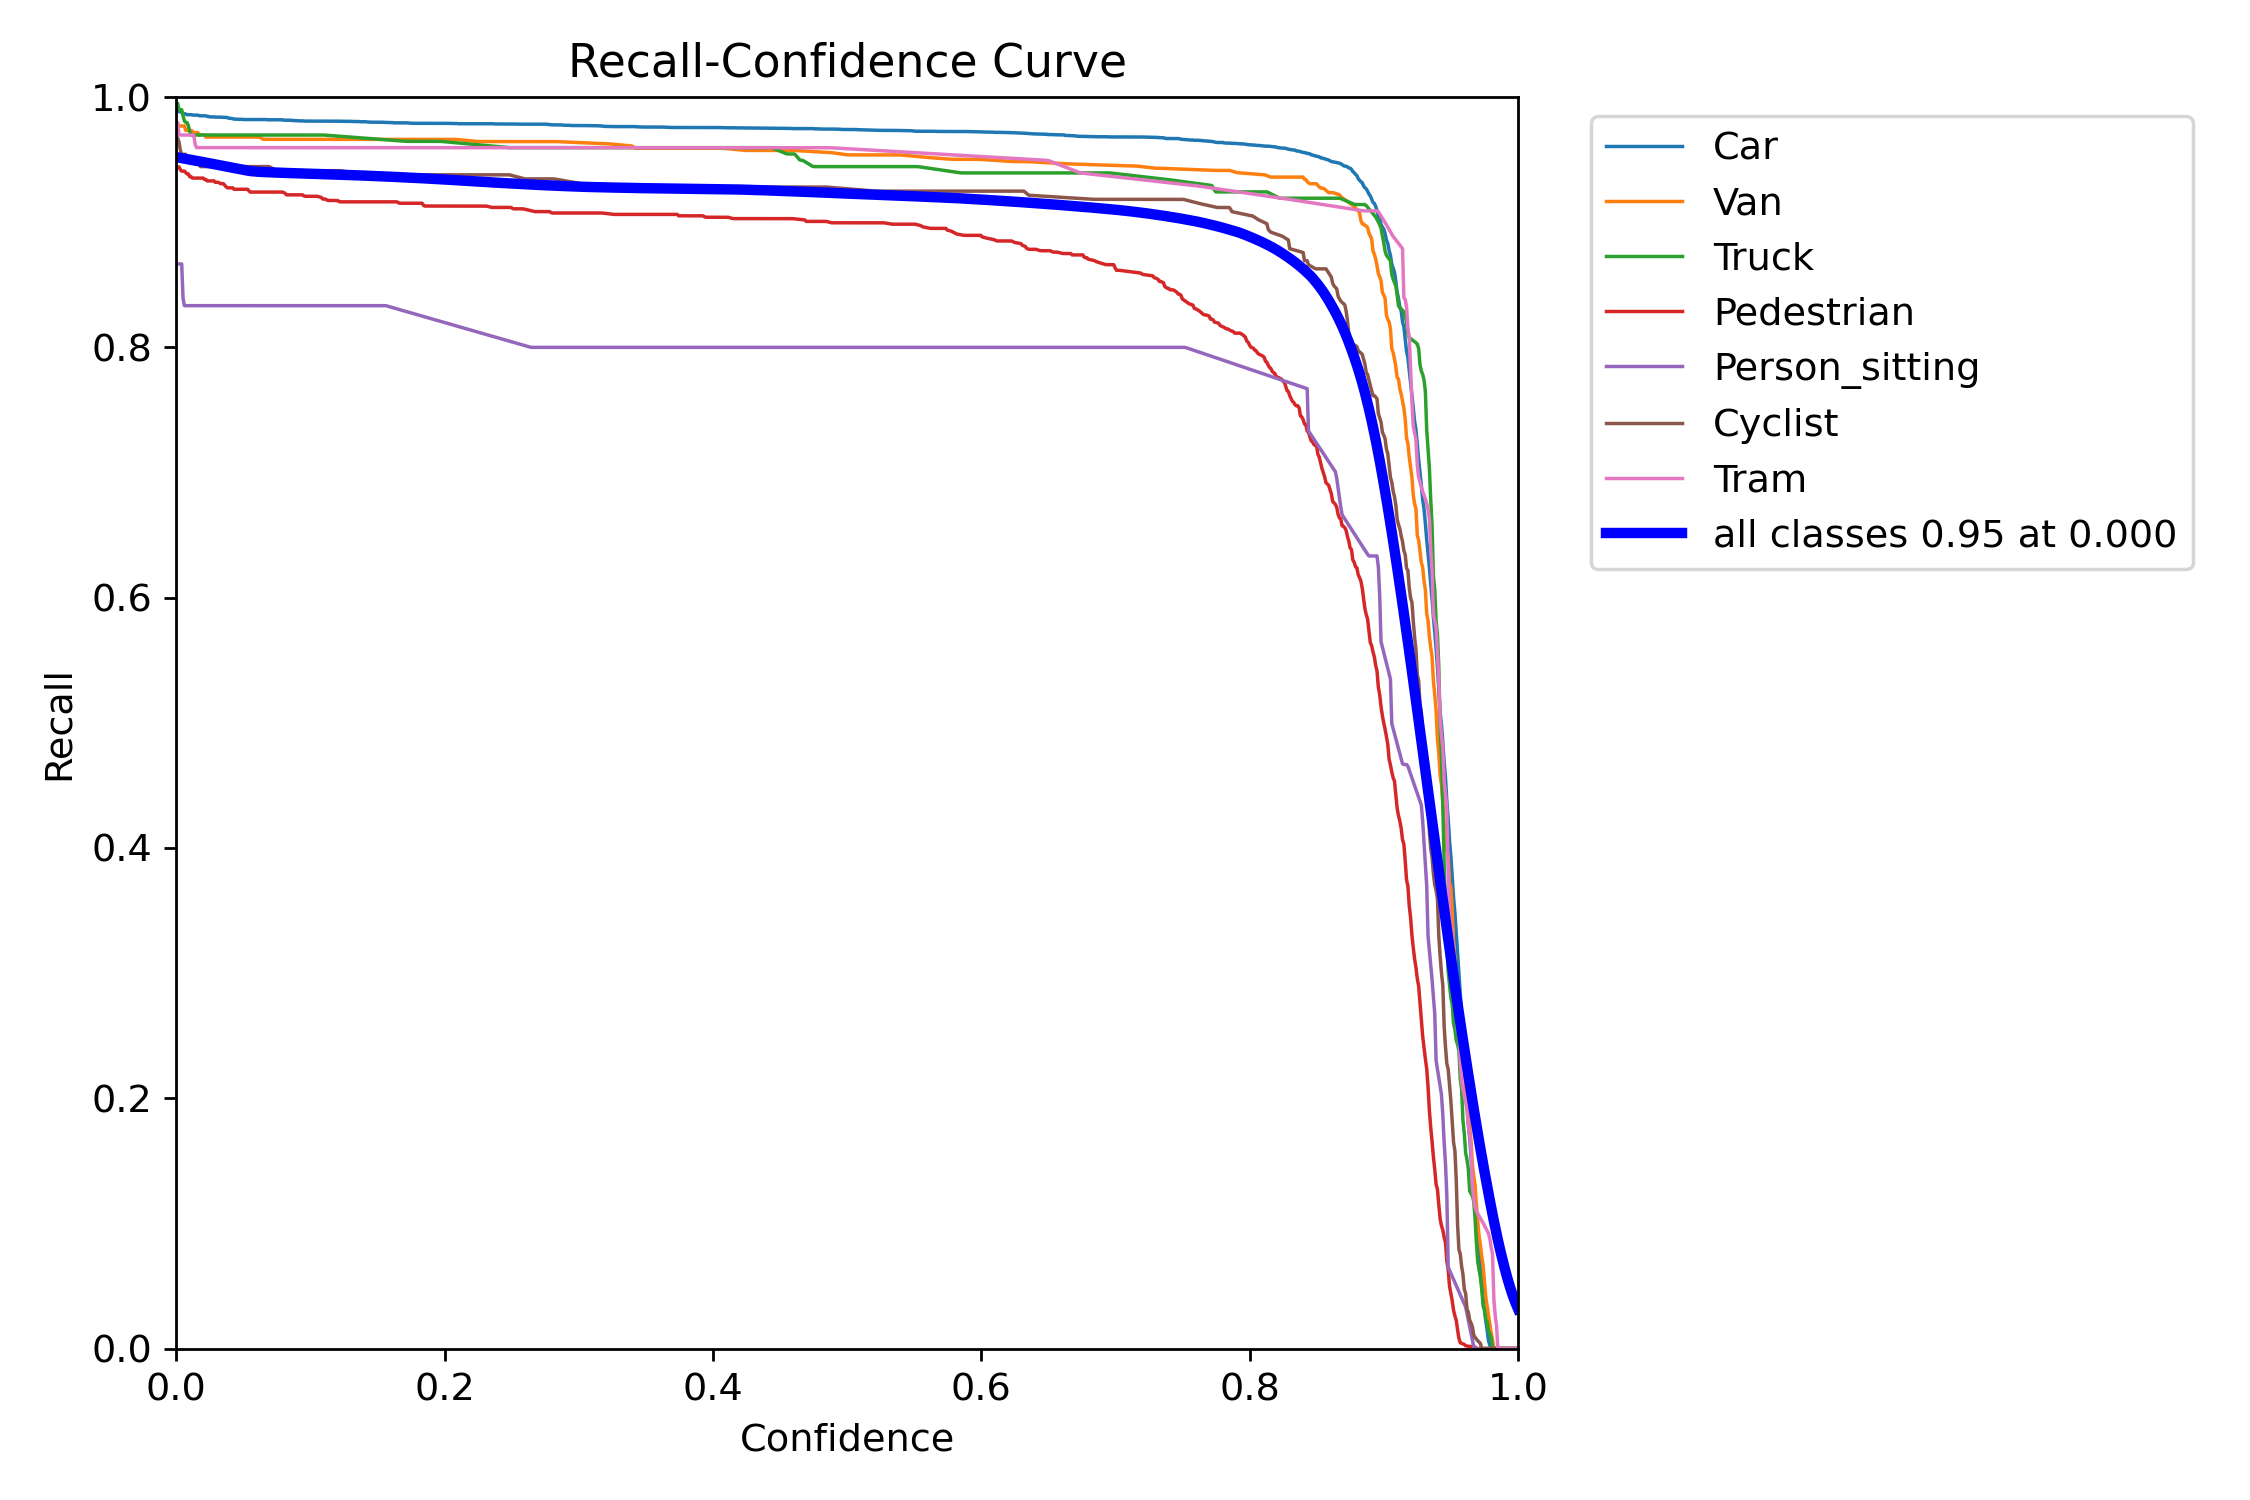 Recall-Confidence Curve
1.0
0.8
0.6
0.4
0.2
0.0
Recall
0.0 0.2 0.4 0.6 0.8 1.0
Confidence
Car
Van
Truck
Pedestrian
Person_sitting
Cyclist
Tram
all classes 0.95 at 0.000